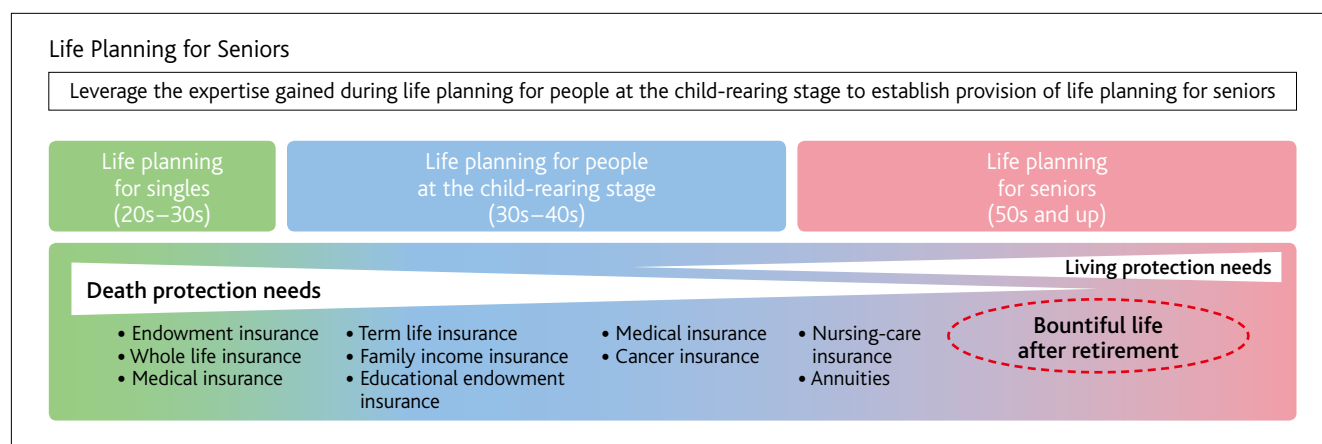 Life Planning for Seniors
Leverage the expertise gained during life planning for people at the child-rearing stage to establish provision of life planning for seniors
Life planning
for singles
(20s–30s)
Life planning for people
at the child-rearing stage
(30s–40s)
Life planning
for seniors
(50s and up)
Death protection needs
Living protection needs
• Endowment insurance
• Whole life insurance
• Medical insurance
• Term life insurance
• Family income insurance
• Educational endowment
insurance
• Medical insurance
• Cancer insurance
• Nursing-care
insurance
• Annuities
Bountiful life
after retirement